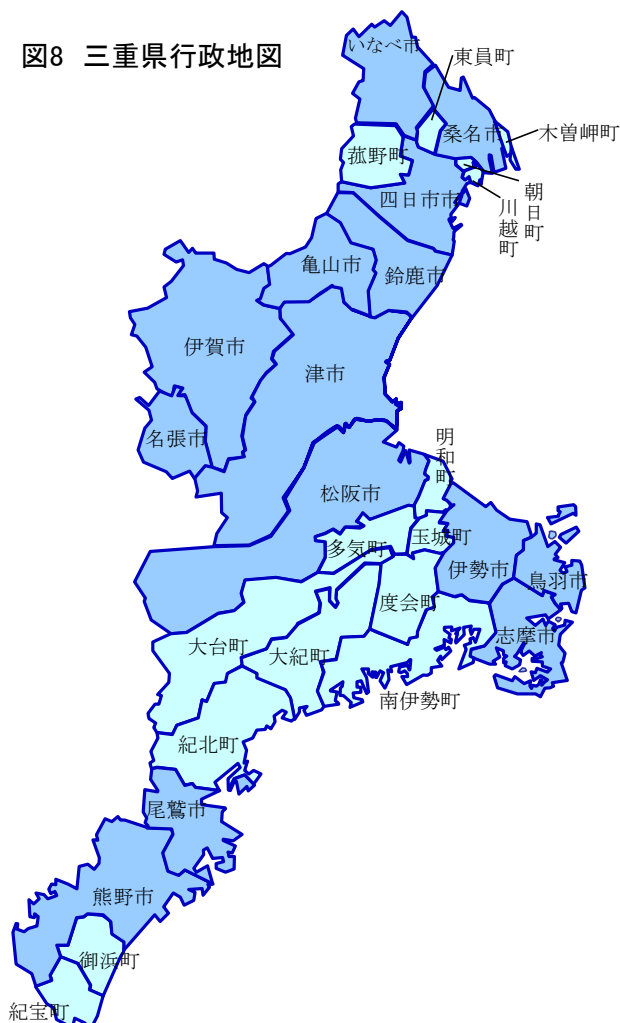 図8 三重県行政地図
いなべ市
東員町
桑名市
木曽岬町
菰野町
朝日町
川越町
四日市市
亀山市
鈴鹿市
伊賀市
津市
名張市
明和町
松阪市
多気町
玉城町
伊勢市
鳥羽市
度会町
志摩市
大台町
大紀町
南伊勢町
紀北町
尾鷲市
熊野市
御浜町
紀宝町